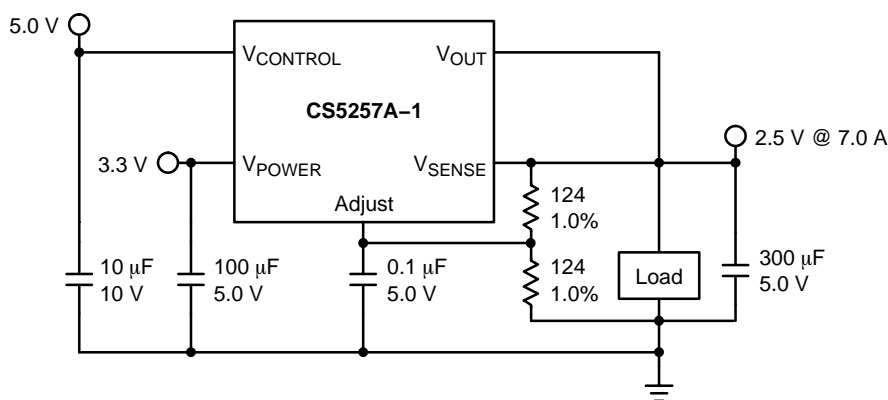 5.0 V
V_CONTROL
V_OUT
CS5257A−1
2.5 V @ 7.0 A
3.3 V
V_POWER
V_SENSE
Adjust
124
1.0%
10 μF
10 V
100 μF
5.0 V
0.1 μF
5.0 V
124
1.0%
Load
300 μF
5.0 V